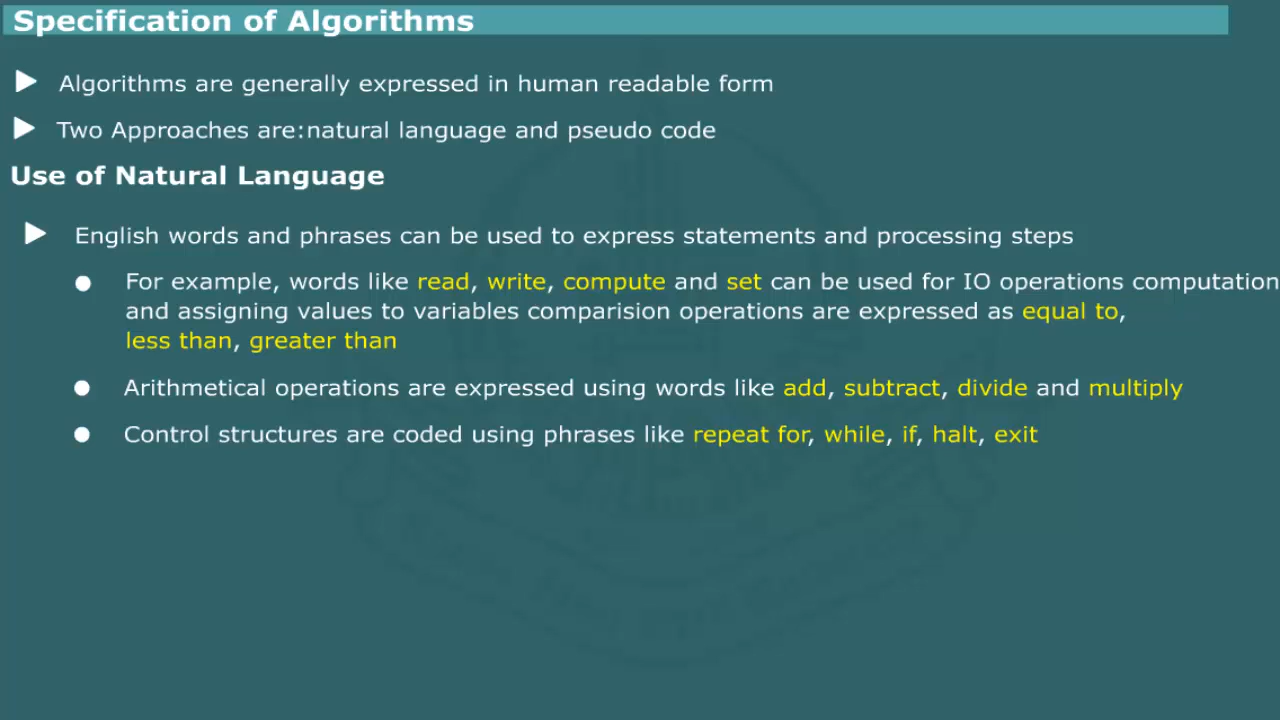 Specification of Algorithms
Algorithms are generally expressed in human readable form
Two Approaches are:natural language and pseudo code
Use of Natural Language
English words and phrases can be used to express statements and processing steps
For example, words like read, write, compute and set can be used for IO operations computation
and assigning values to variables comparision operations are expressed as equal to,
less than, greater than
Arithmetical operations are expressed using words like add, subtract, divide and multiply
Control structures are coded using phrases like repeat for, while, if, halt, exit